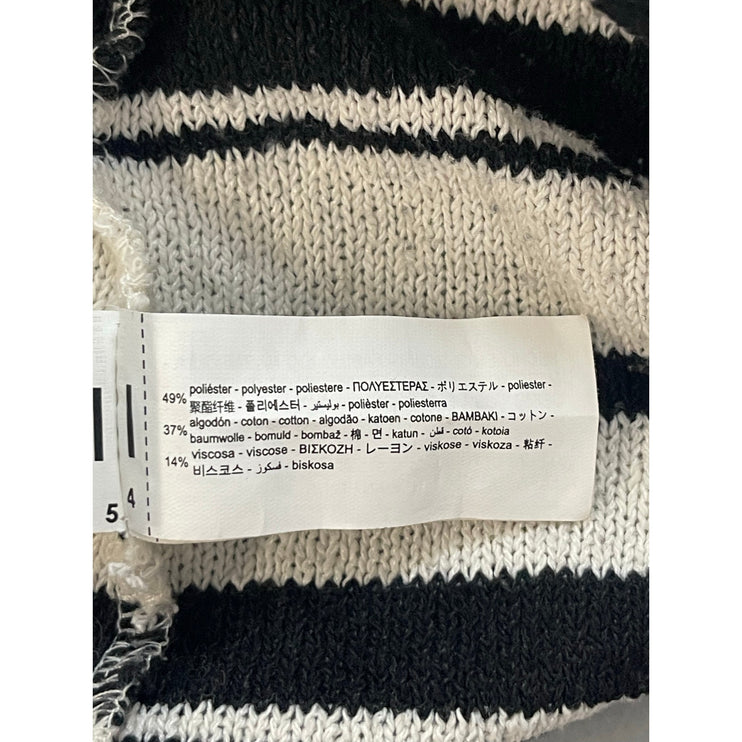 49% poliéster - polyester - poliestere - ΠΟΛΥΕΣΤΕΡΑΣ - ポリエステル - poliester -
聚酯纤维 - 폴리에스터 - بوليستير - polièster - poliesterra
37% algodón - coton - cotton - algodão - katoen - cotone - BAMBAKI - コットン -
baumwolle - bomuld - bombaž - 棉 - 면 - katun - قطن - cotó - kotoia
14% viscosa - viscose - ΒΙΣΚΟΖΗ - レーヨン - viskose - viskoza - 粘纤 -
비스코스 - فسكوز - biskosa
5
4